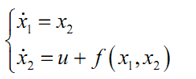 ẋ₁ = x₂
ẋ₂ = u + f(x₁, x₂)